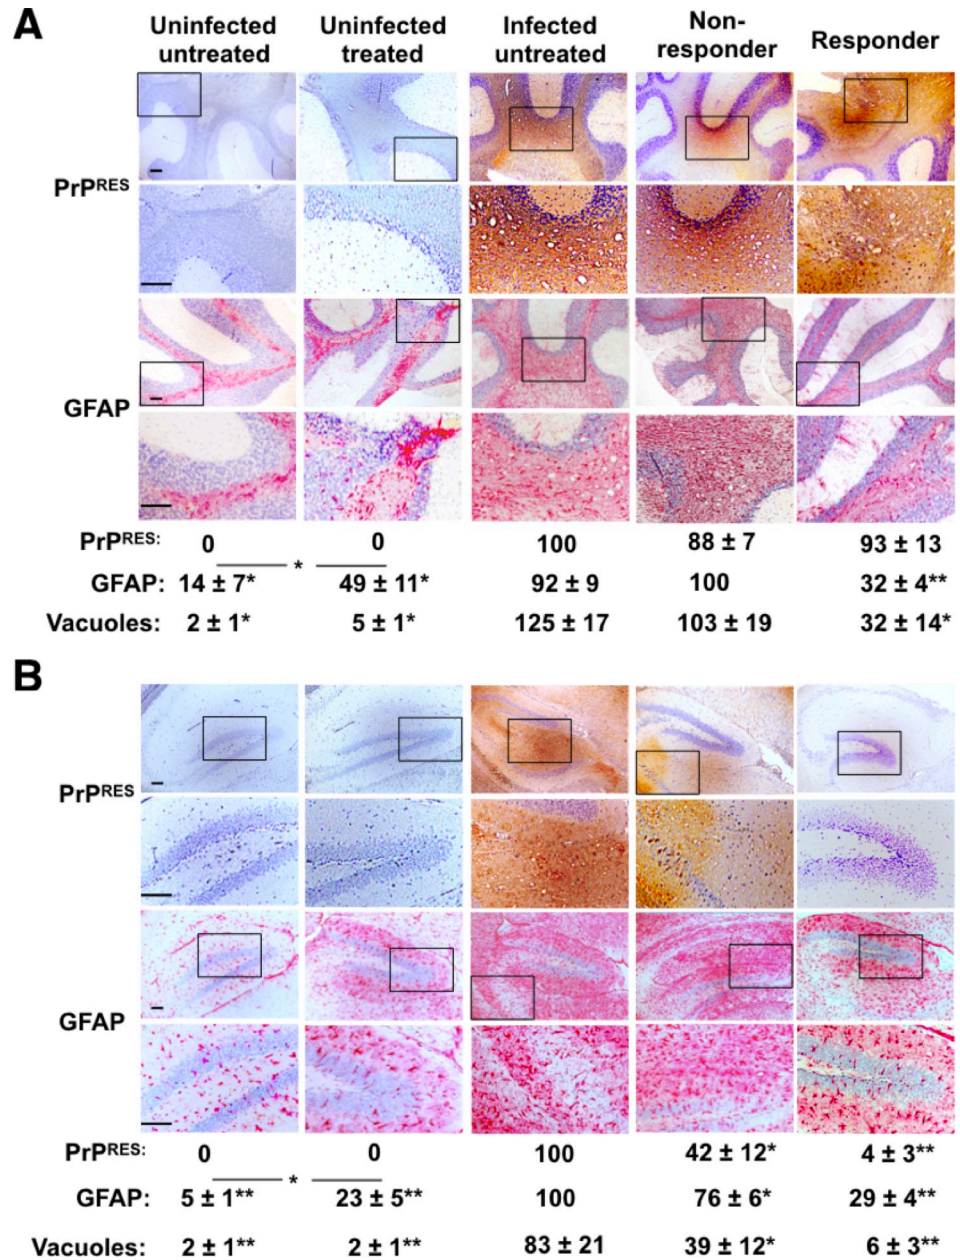 A
Uninfected untreated
Uninfected treated
Infected untreated
Non-responder
Responder
PrPRES
GFAP
PrPRES: 0 0 100 88 ± 7 93 ± 13
*
GFAP: 14 ± 7* 49 ± 11* 92 ± 9 100 32 ± 4**
Vacuoles: 2 ± 1* 5 ± 1* 125 ± 17 103 ± 19 32 ± 14*
B
PrPRES
GFAP
PrPRES: 0 0 100 42 ± 12* 4 ± 3**
*
GFAP: 5 ± 1** 23 ± 5** 100 76 ± 6* 29 ± 4**
Vacuoles: 2 ± 1** 2 ± 1** 83 ± 21 39 ± 12* 6 ± 3**